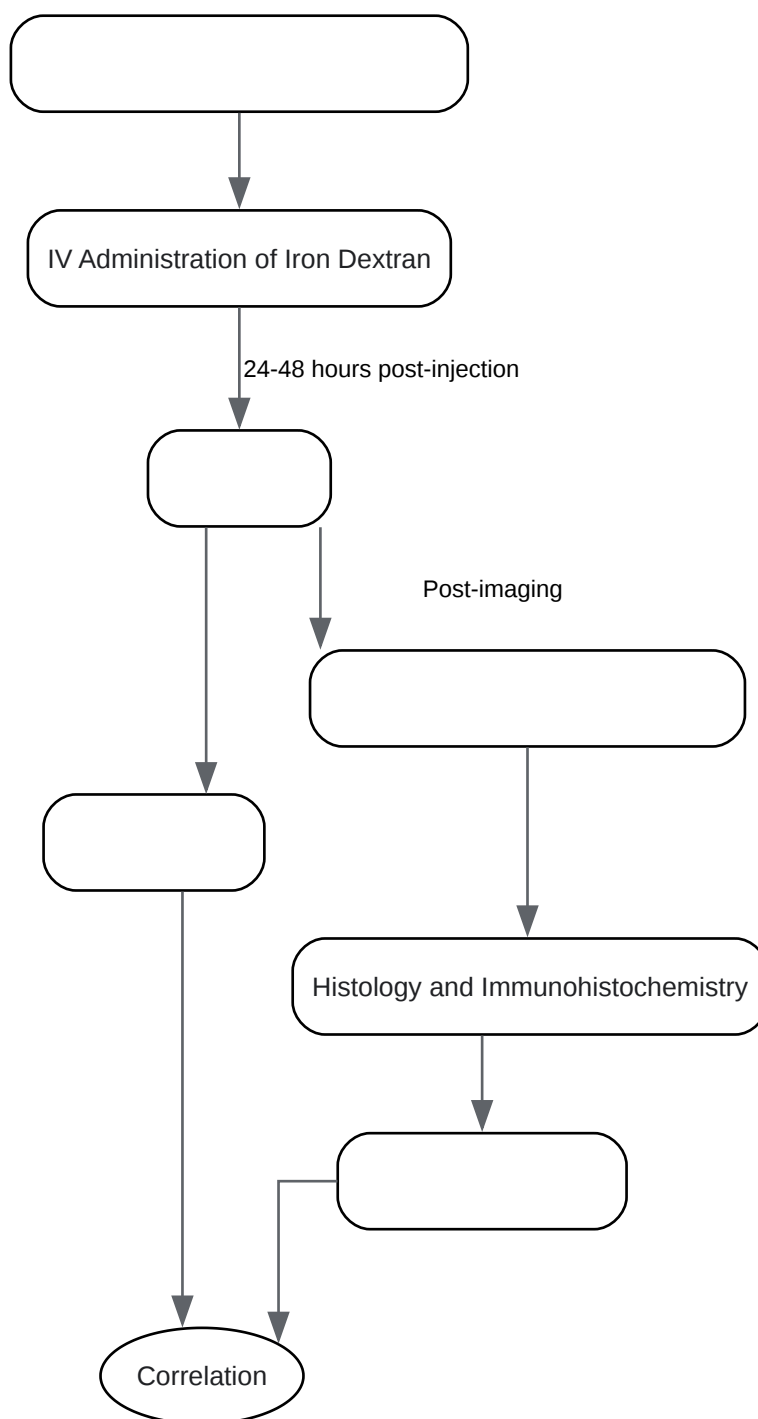 IV Administration of Iron Dextran
24-48 hours post-injection
Post-imaging
Histology and Immunohistochemistry
Correlation